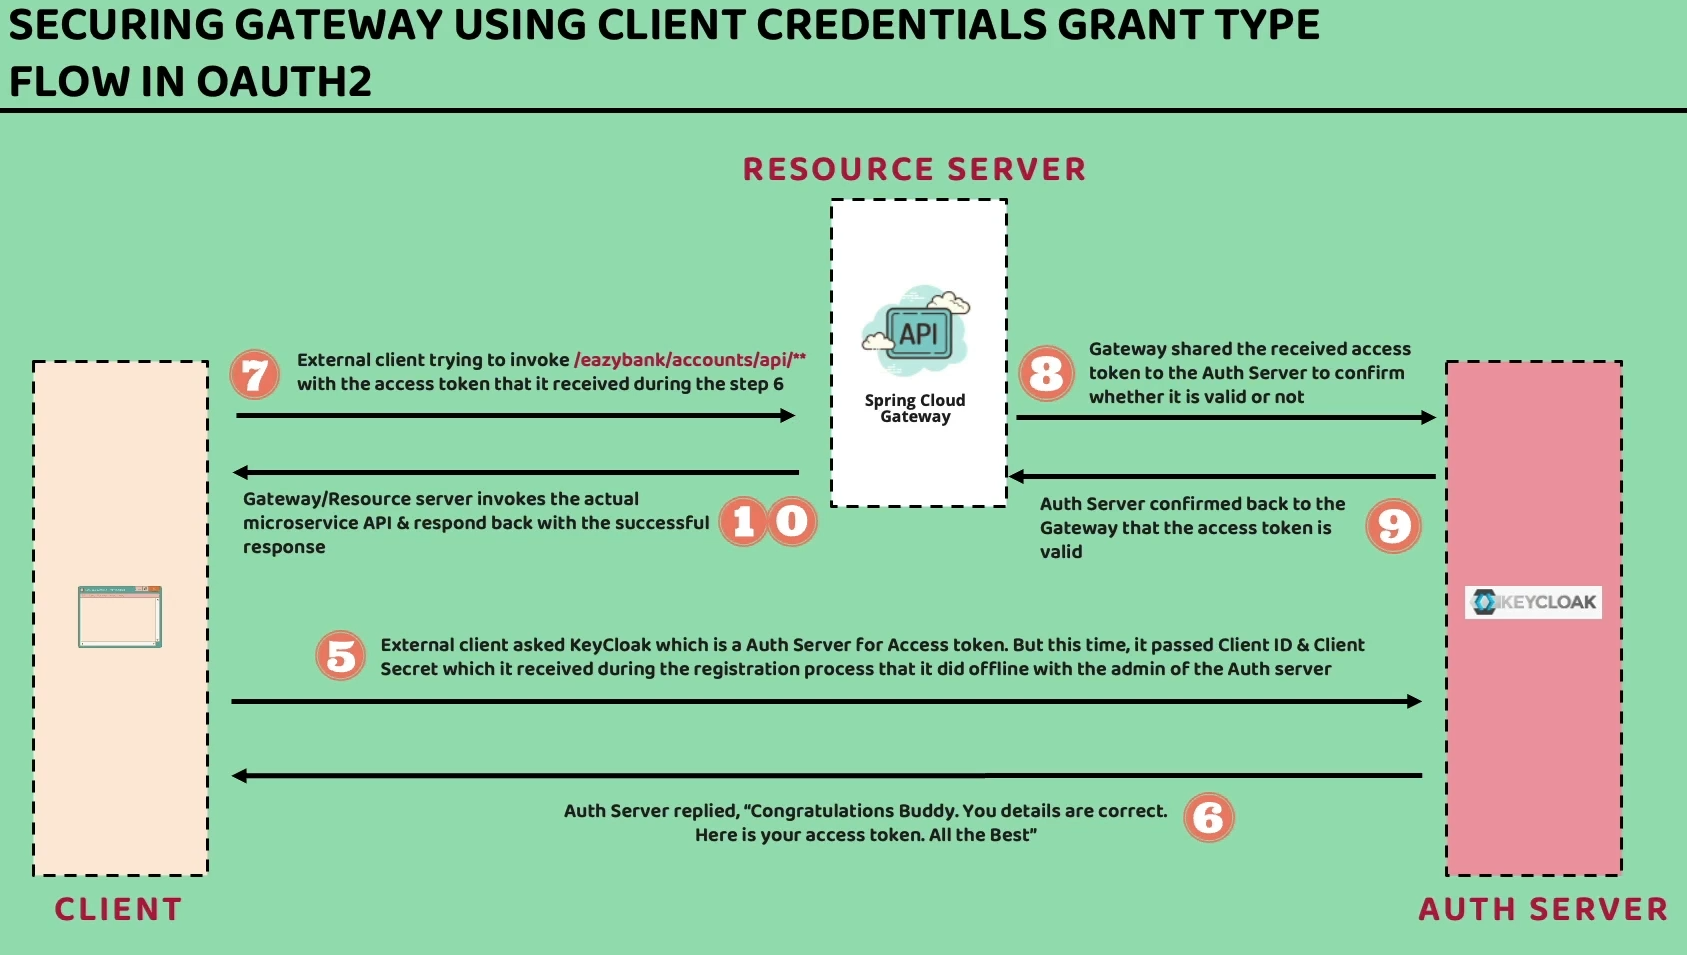 SECURING GATEWAY USING CLIENT CREDENTIALS GRANT TYPE
FLOW IN OAUTH2
RESOURCE SERVER
API
Spring Cloud
Gateway
7
External client trying to invoke /eazybank/accounts/api/**
with the access token that it received during the step 6
8
Gateway shared the received access
token to the Auth Server to confirm
whether it is valid or not
Gateway/Resource server invokes the actual
microservice API & respond back with the successful
response
10
Auth Server confirmed back to the
Gateway that the access token is
valid
9
KEYCLOAK
5
External client asked KeyCloak which is a Auth Server for Access token. But this time, it passed Client ID & Client
Secret which it received during the registration process that it did offline with the admin of the Auth server
Auth Server replied, “Congratulations Buddy. You details are correct.
Here is your access token. All the Best”
6
CLIENT
AUTH SERVER